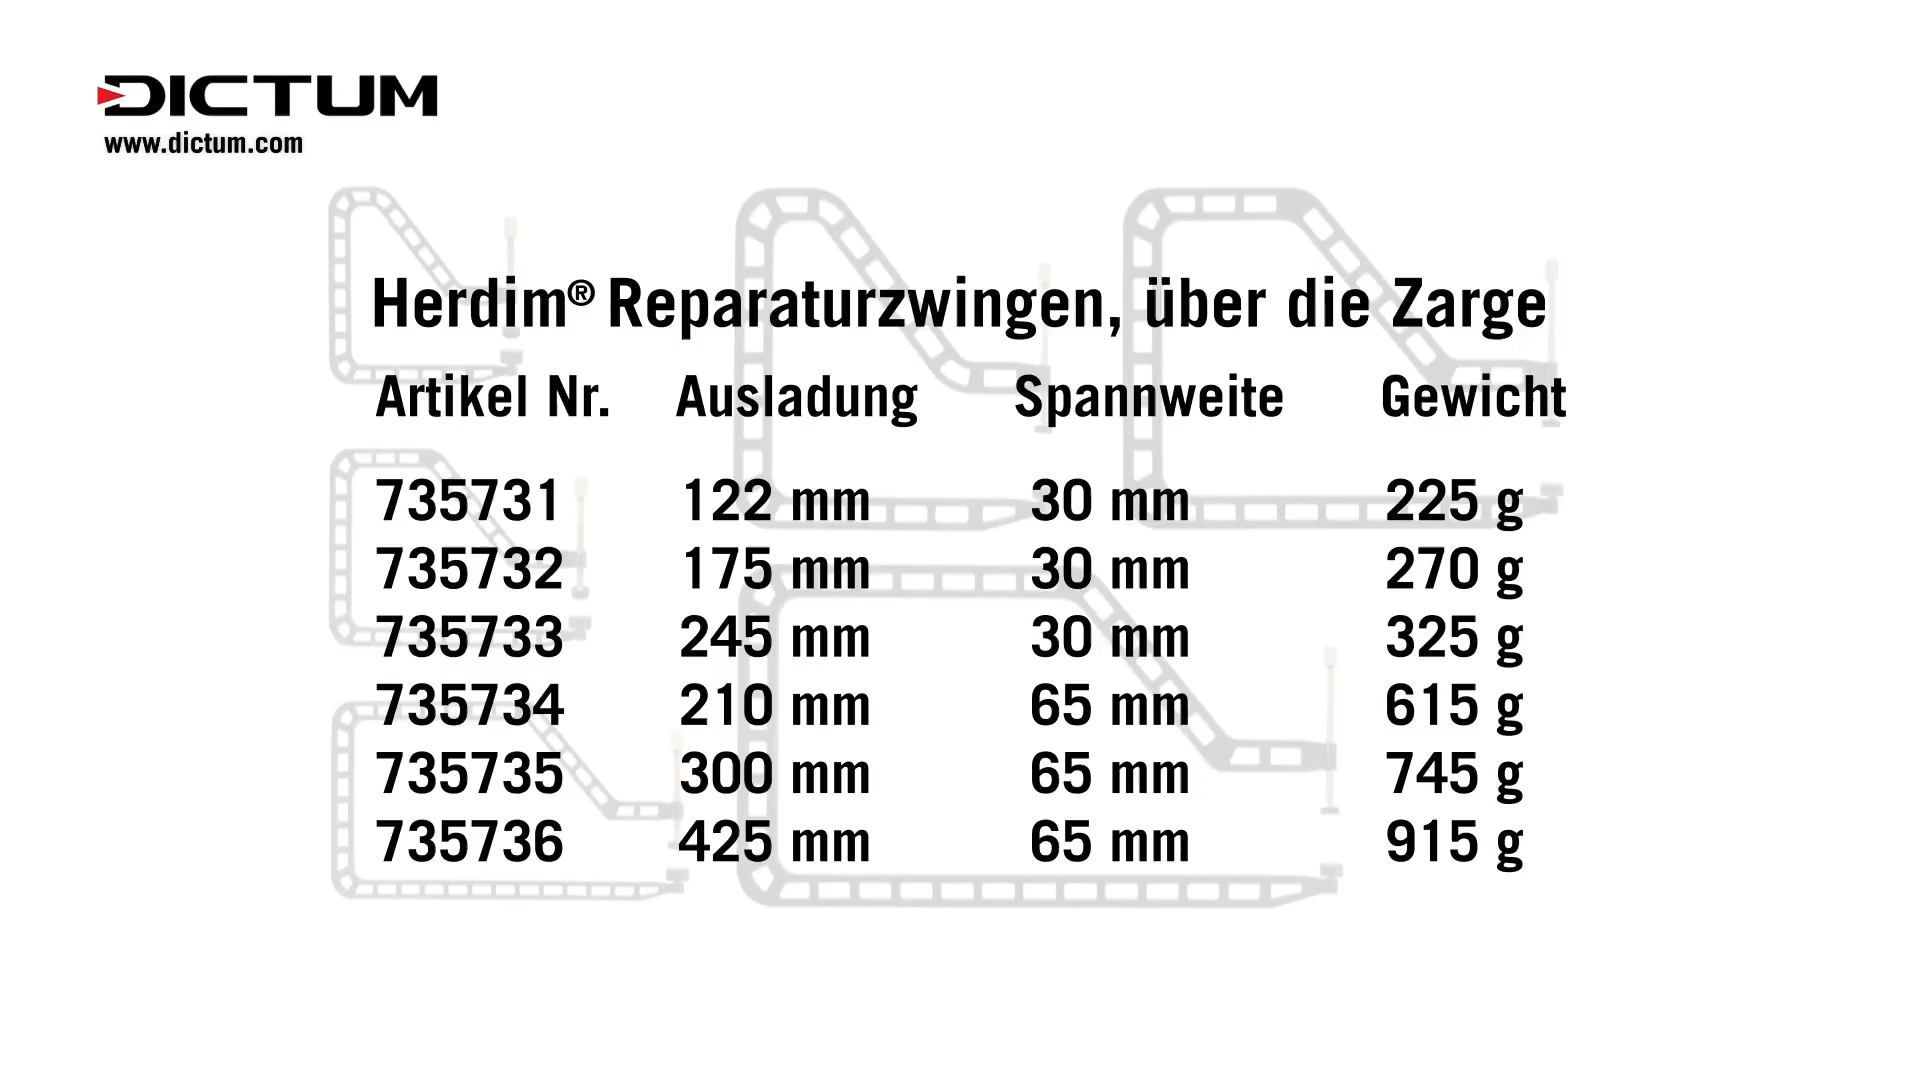 DICTUM
www.dictum.com
Herdim® Reparaturzwingen, über die Zarge
Artikel Nr. Ausladung Spannweite Gewicht
735731 122 mm 30 mm 225 g
735732 175 mm 30 mm 270 g
735733 245 mm 30 mm 325 g
735734 210 mm 65 mm 615 g
735735 300 mm 65 mm 745 g
735736 425 mm 65 mm 915 g